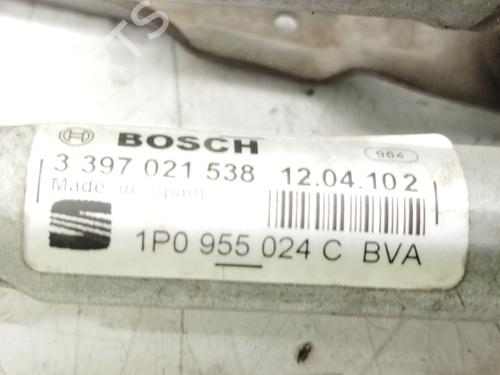 BOSCH 964
3 397 021 538 12.04.102
Made in Spain
1P0 955 024 C BVA